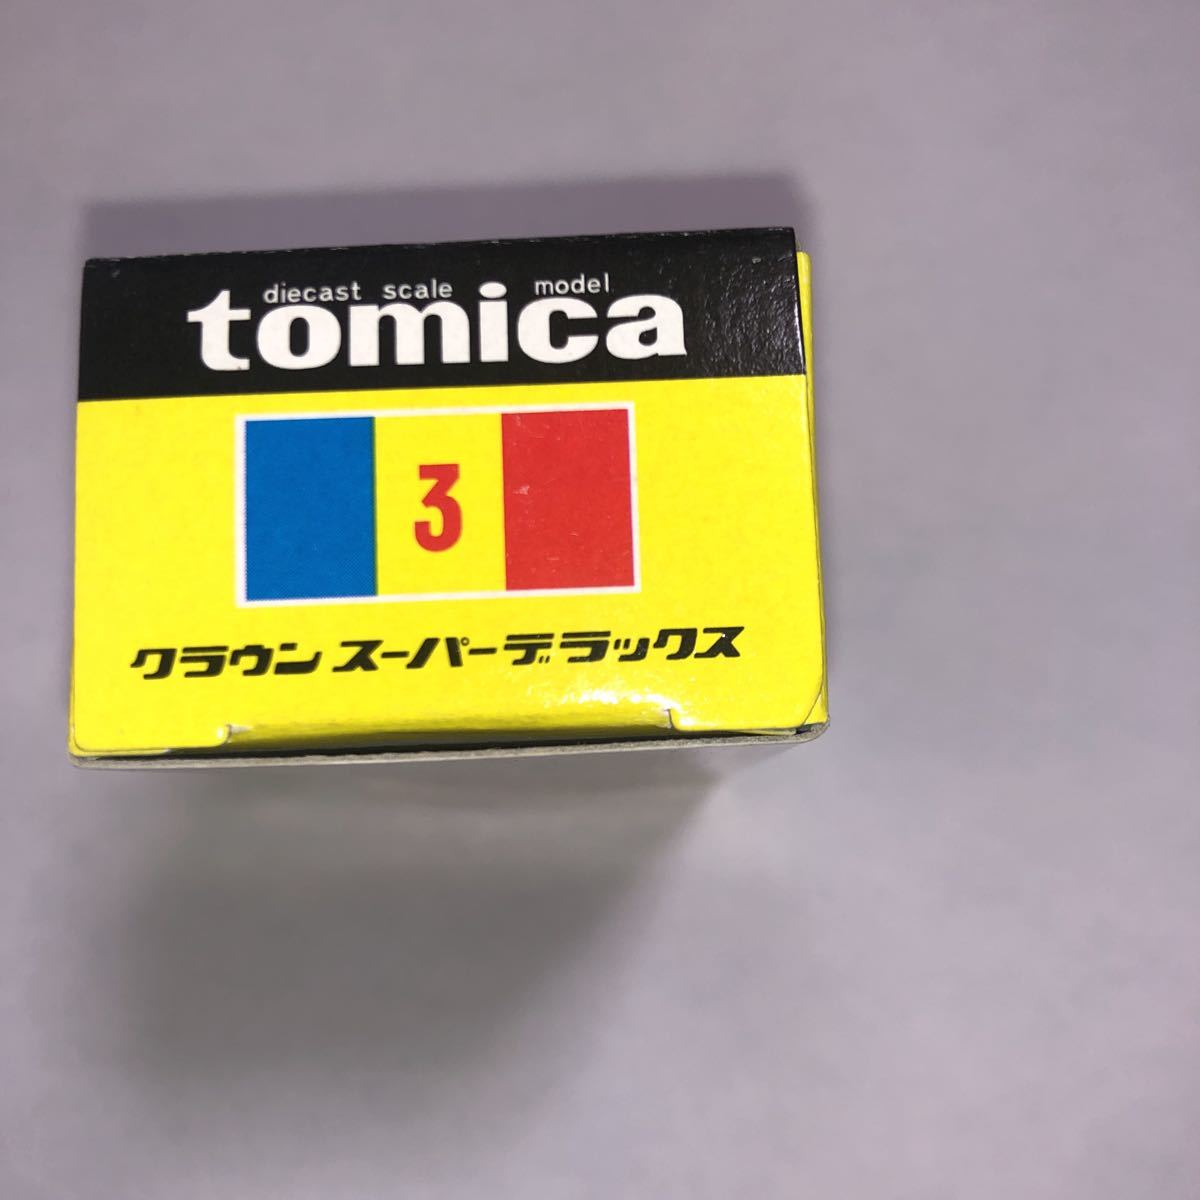 diecast scale model
tomica
3
クラウン スーパーデラックス